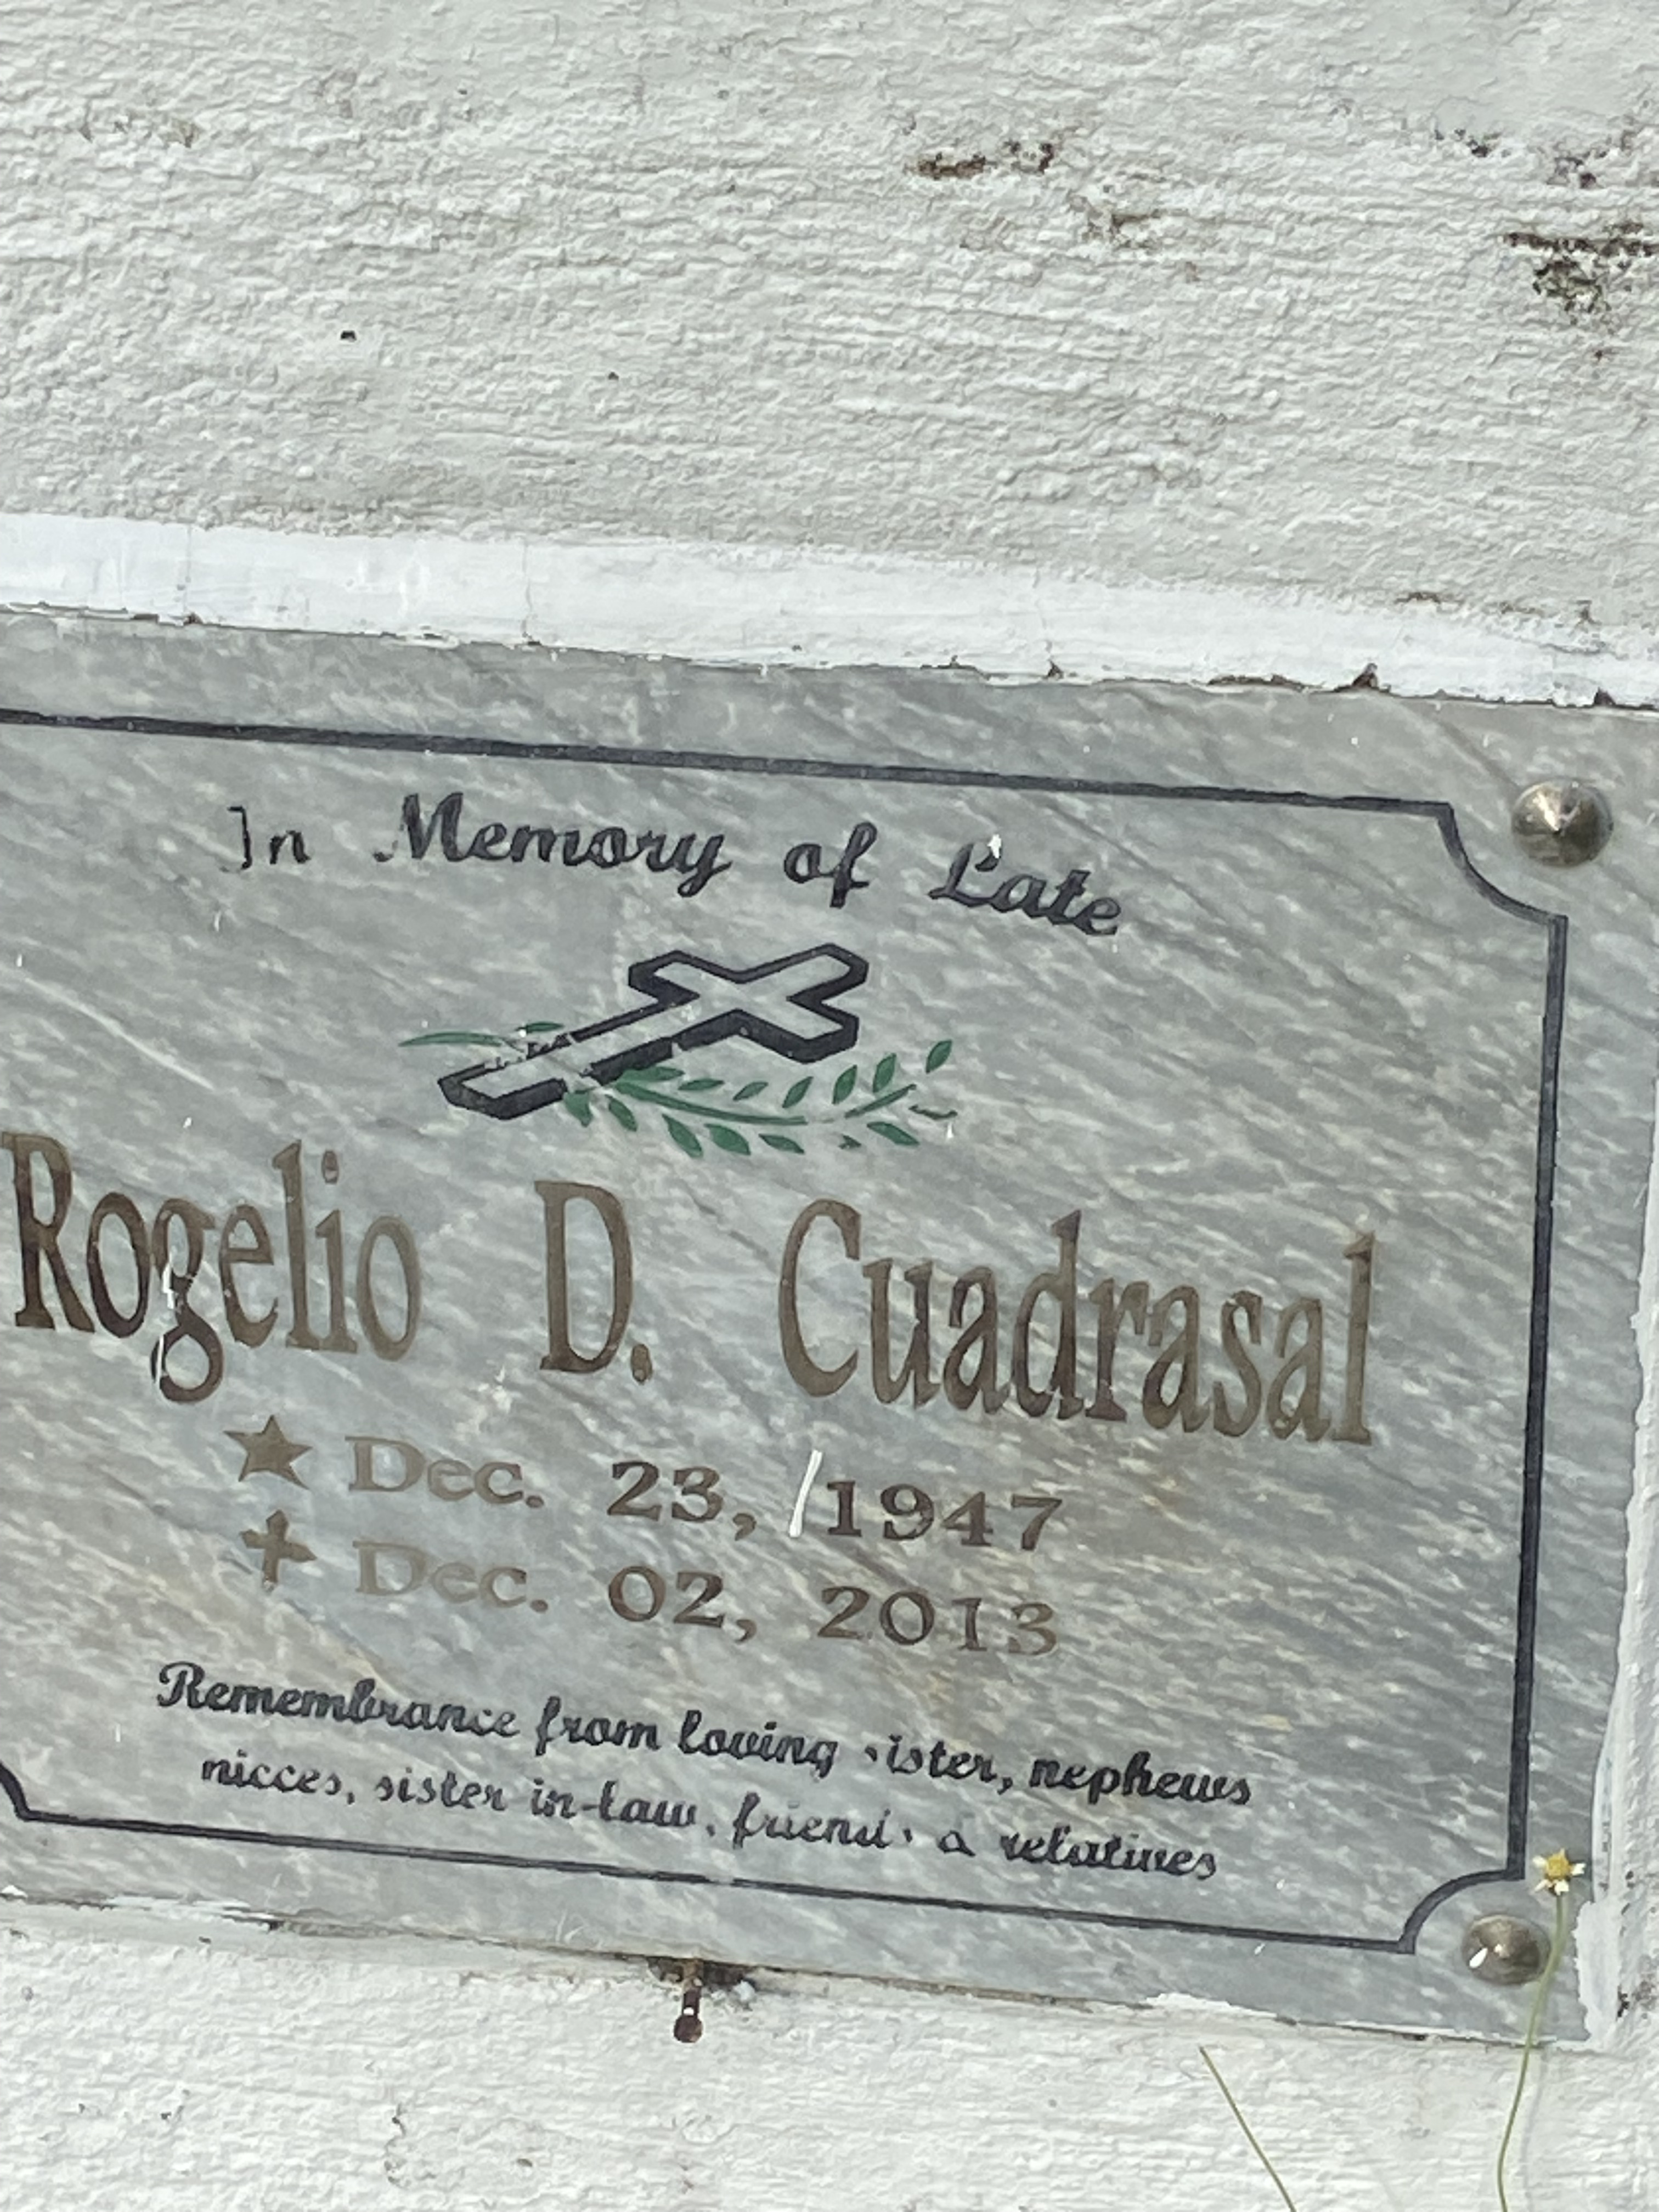 In Memory of Late
Rogelio D. Cuadrasal
Dec. 23, 1947
Dec. 02, 2013
Remembrance from loving sister, nephews
nieces, sister in-law, friends & relatives